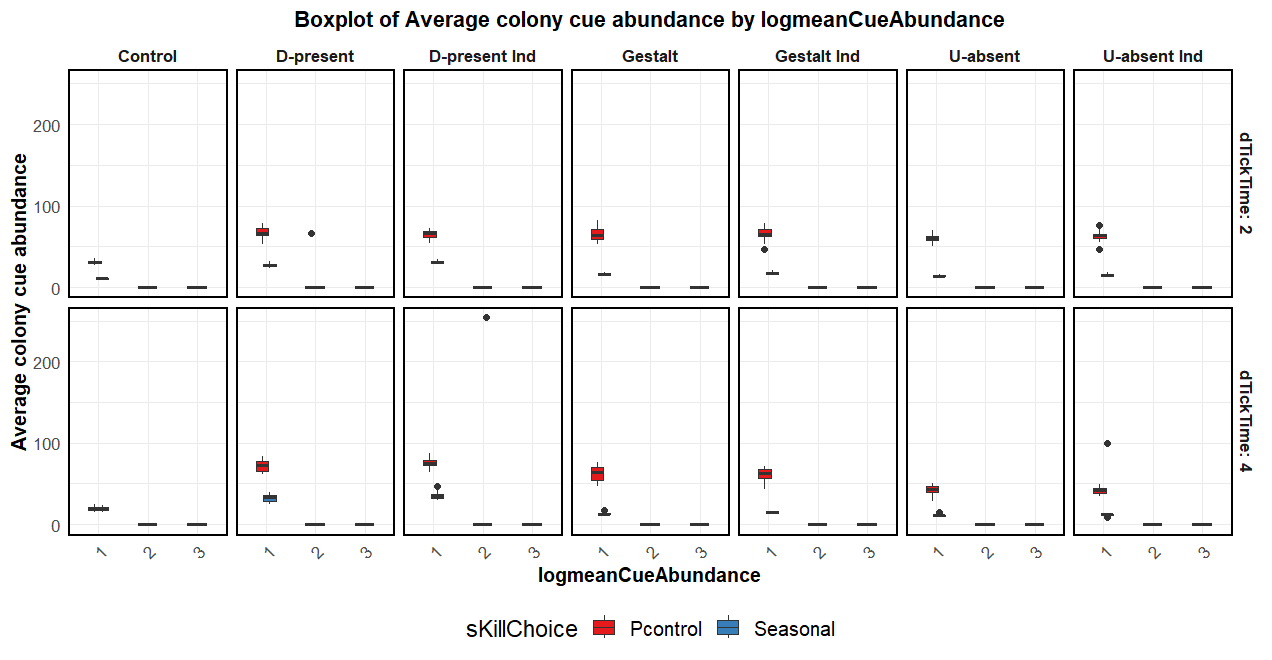 Boxplot of Average colony cue abundance by logmeanCueAbundance
Control D-present D-present Ind Gestalt Gestalt Ind U-absent U-absent Ind
Average colony cue abundance
200
100
0
dTickTime: 2
200
100
0
dTickTime: 4
1 2 3 1 2 3 1 2 3 1 2 3 1 2 3 1 2 3 1 2 3
logmeanCueAbundance
sKillChoice Pcontrol Seasonal